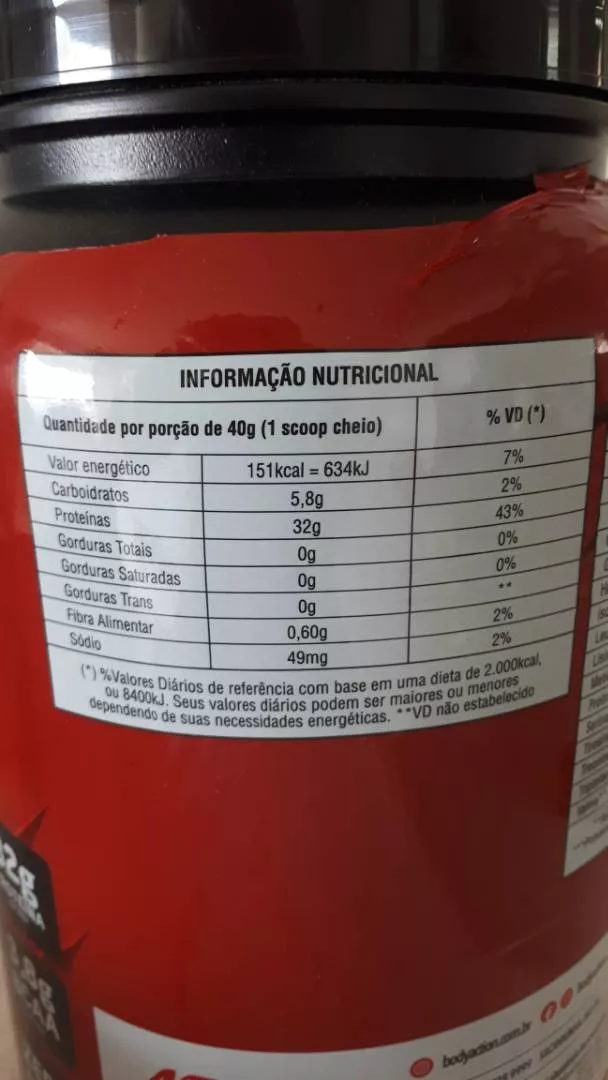 INFORMAÇÃO NUTRICIONAL
Quantidade por porção de 40g (1 scoop cheio) % VD (*)
Valor energético 151kcal = 634kJ 7%
Carboidratos 5,8g 2%
Proteínas 32g 43%
Gorduras Totais 0g 0%
Gorduras Saturadas 0g 0%
Gorduras Trans 0g **
Fibra Alimentar 0,60g 2%
Sódio 49mg 2%
(*) %Valores Diários de referência com base em uma dieta de 2.000kcal,
ou 8400kJ. Seus valores diários podem ser maiores ou menores
dependendo de suas necessidades energéticas. **VD não estabelecido
bodyaction.com.br